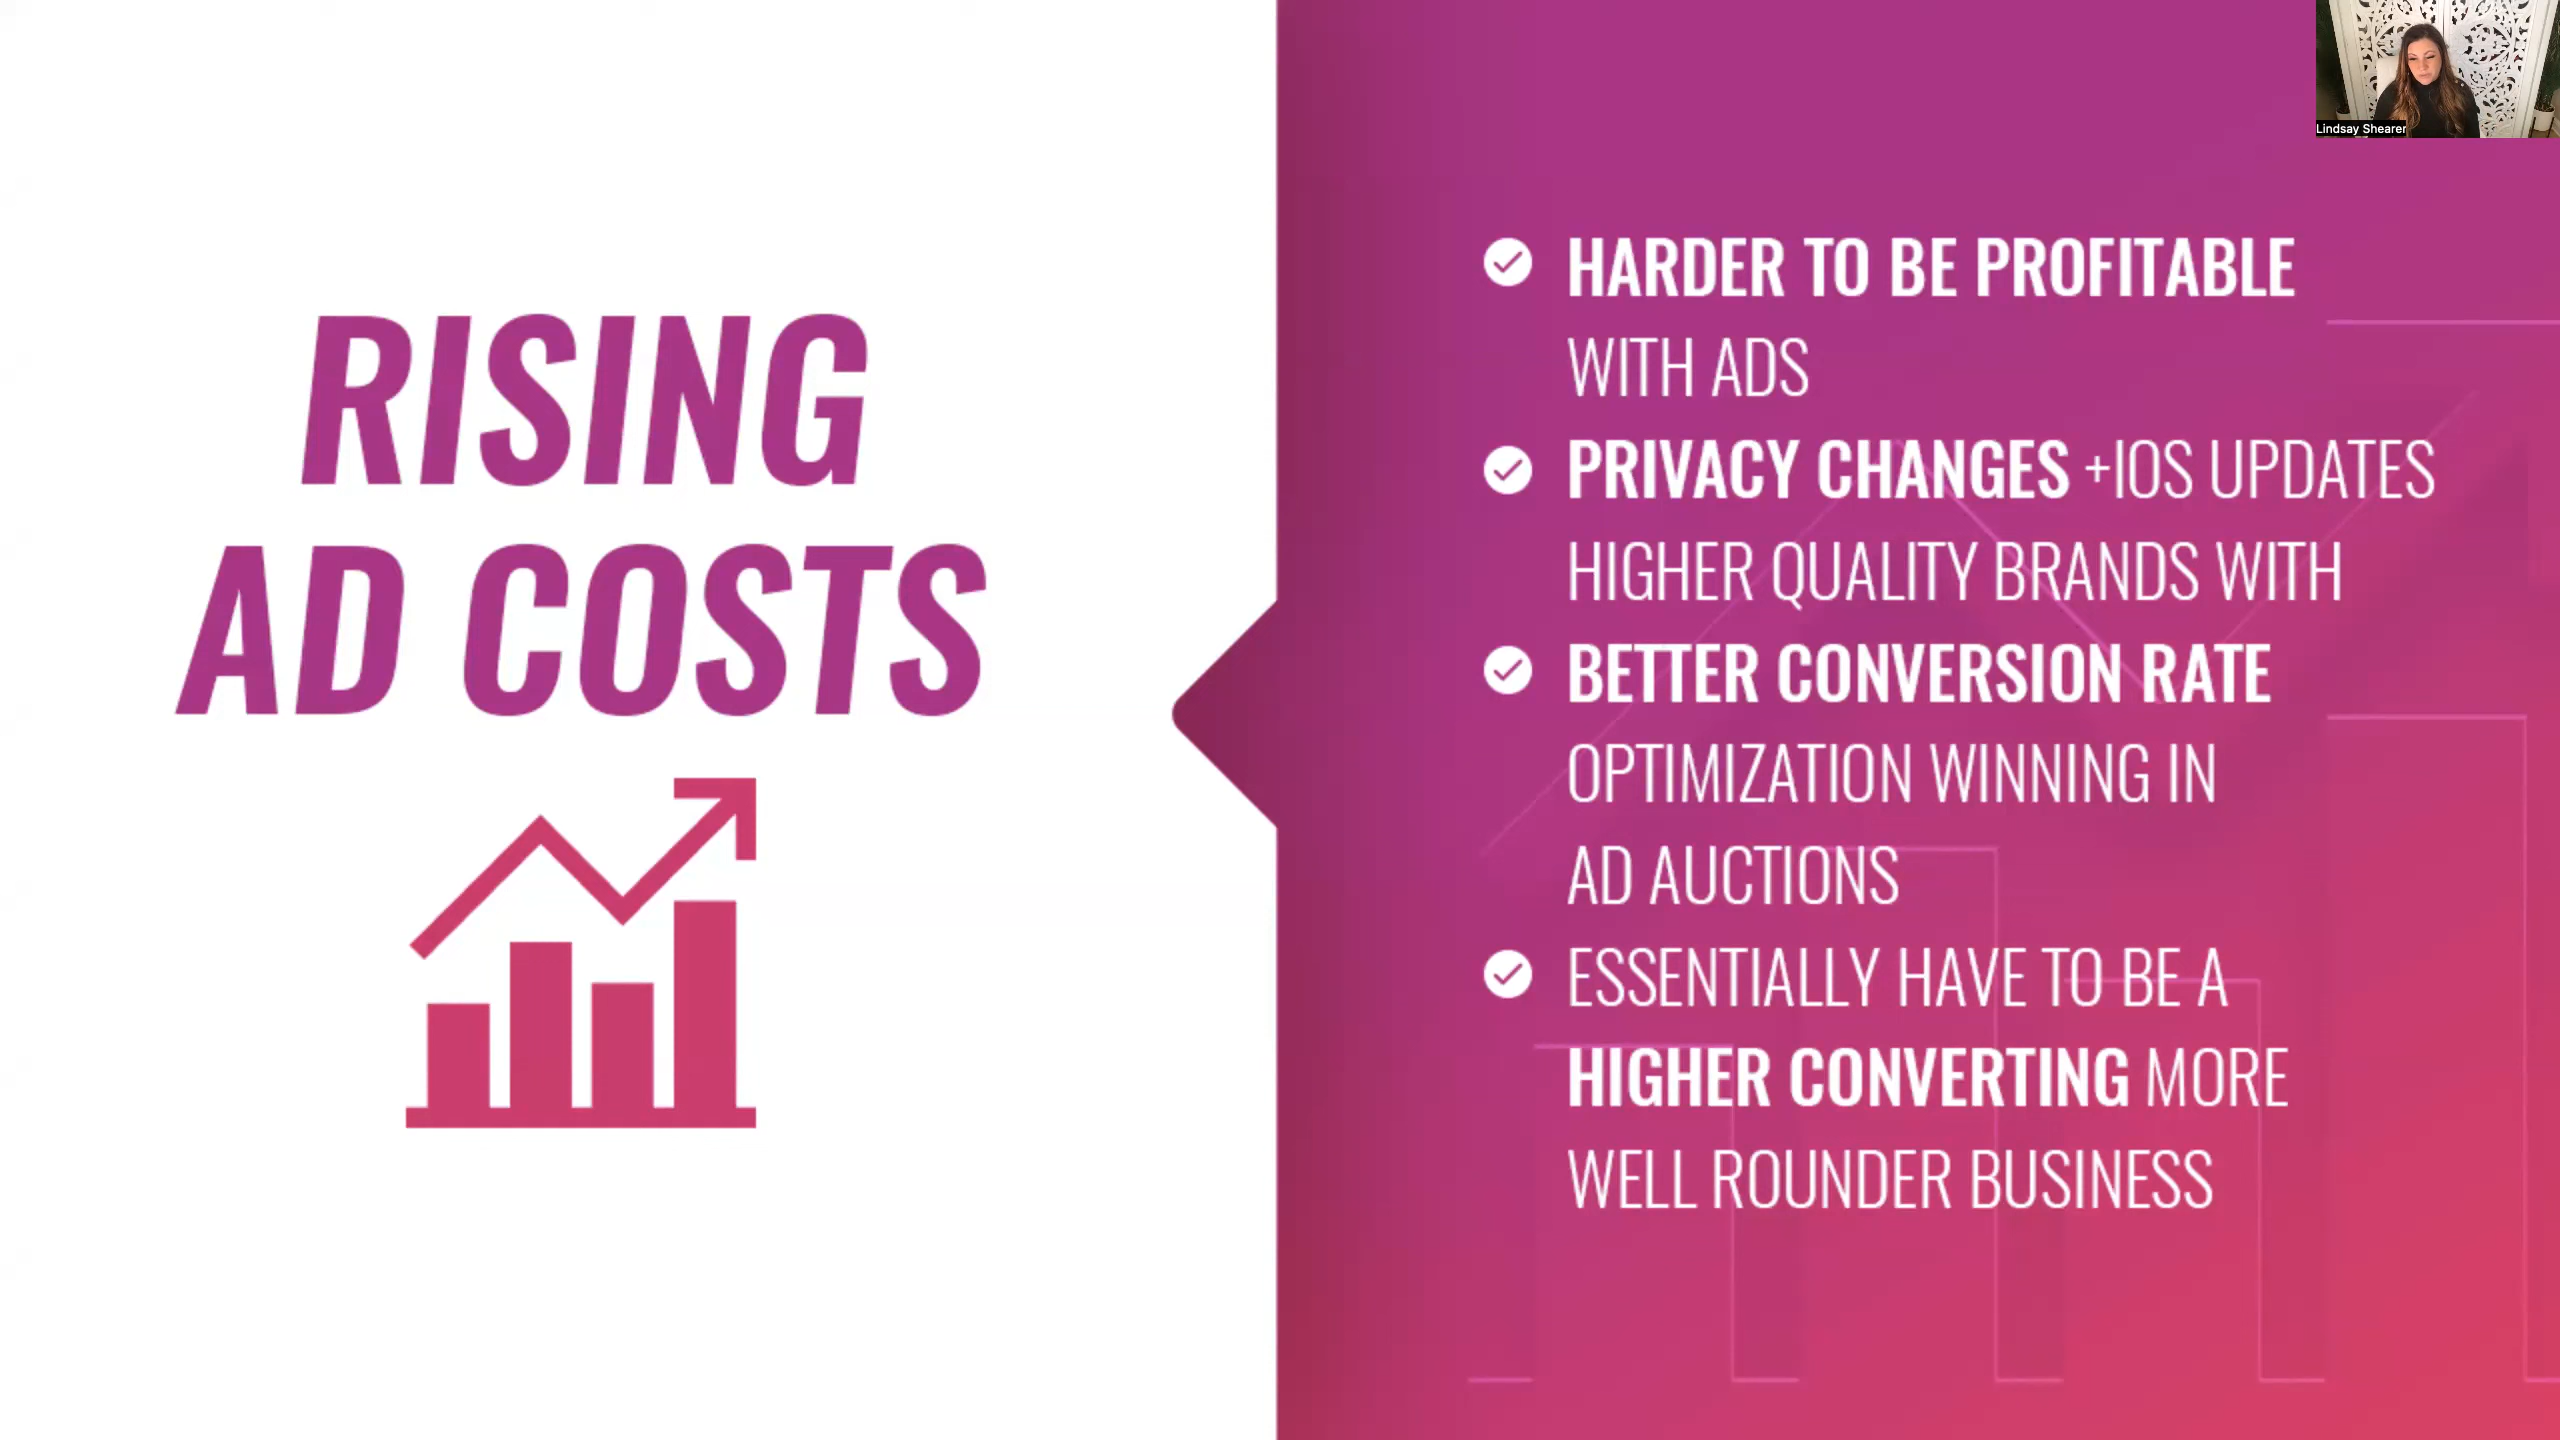 RISING
AD COSTS
HARDER TO BE PROFITABLE
WITH ADS
PRIVACY CHANGES +IOS UPDATES
HIGHER QUALITY BRANDS WITH
BETTER CONVERSION RATE
OPTIMIZATION WINNING IN
AD AUCTIONS
ESSENTIALLY HAVE TO BE A
HIGHER CONVERTING MORE
WELL ROUNDER BUSINESS
Lindsay Shearer